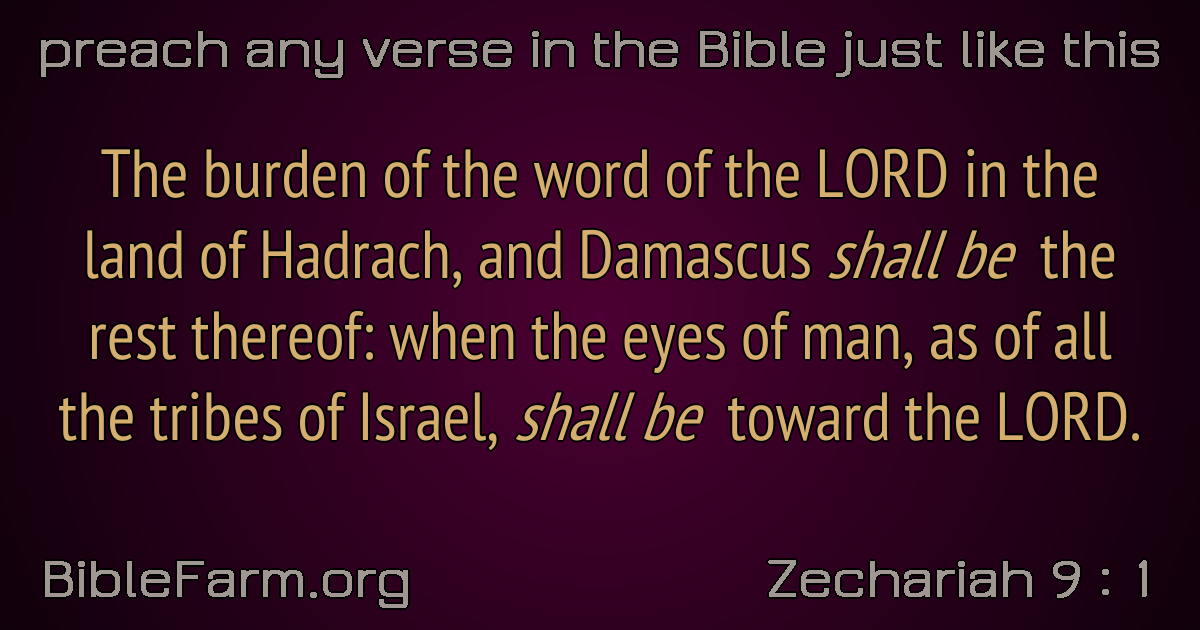 preach any verse in the Bible just like this
The burden of the word of the LORD in the
land of Hadrach, and Damascus shall be the
rest thereof: when the eyes of man, as of all
the tribes of Israel, shall be toward the LORD.
BibleFarm.org
Zechariah 9 : 1